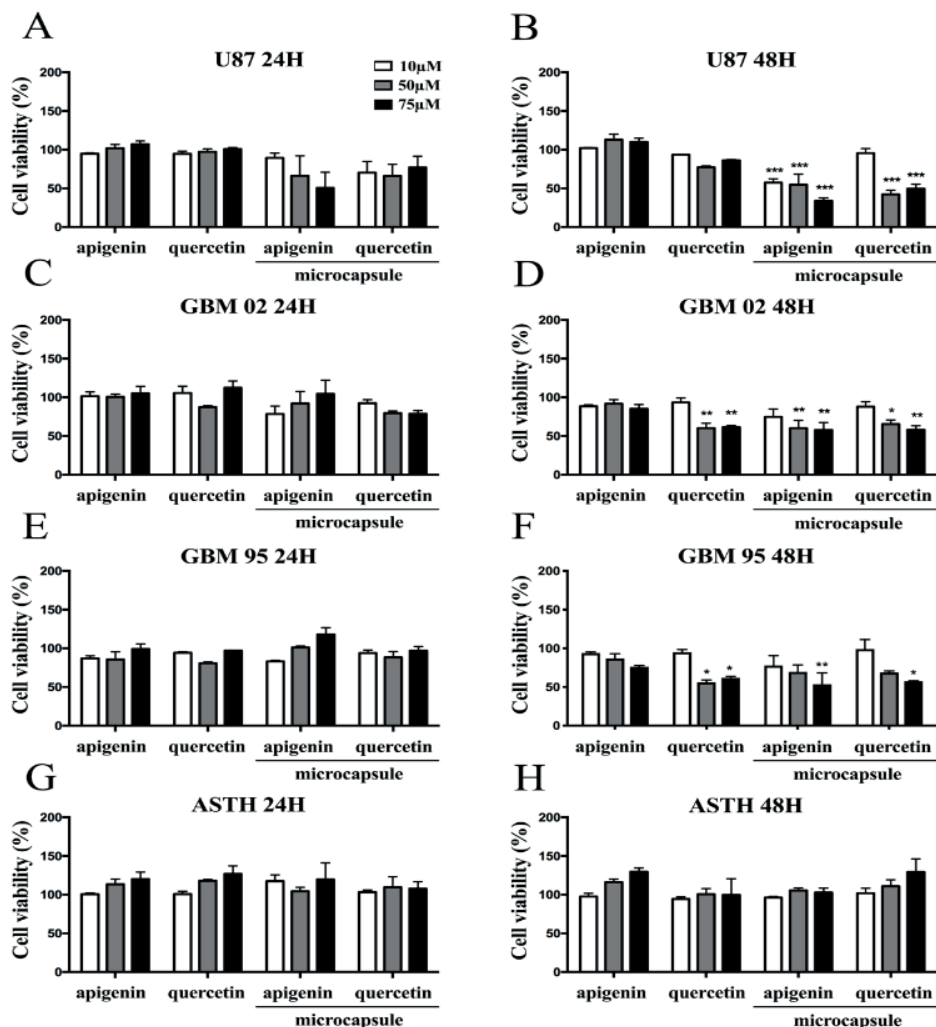 A
U87 24H
10µM
50µM
75µM
Cell viability (%)
200
150
100
50
0
apigenin quercetin apigenin quercetin
microcapsule
B
U87 48H
Cell viability (%)
200
150
100
50
0
*** *** *** *** ***
apigenin quercetin apigenin quercetin
microcapsule
C
GBM 02 24H
Cell viability (%)
200
150
100
50
0
apigenin quercetin apigenin quercetin
microcapsule
D
GBM 02 48H
Cell viability (%)
200
150
100
50
0
** ** ** ** * **
apigenin quercetin apigenin quercetin
microcapsule
E
GBM 95 24H
Cell viability (%)
200
150
100
50
0
apigenin quercetin apigenin quercetin
microcapsule
F
GBM 95 48H
Cell viability (%)
200
150
100
50
0
* * ** *
apigenin quercetin apigenin quercetin
microcapsule
G
ASTH 24H
Cell viability (%)
200
150
100
50
0
apigenin quercetin apigenin quercetin
microcapsule
H
ASTH 48H
Cell viability (%)
200
150
100
50
0
apigenin quercetin apigenin quercetin
microcapsule